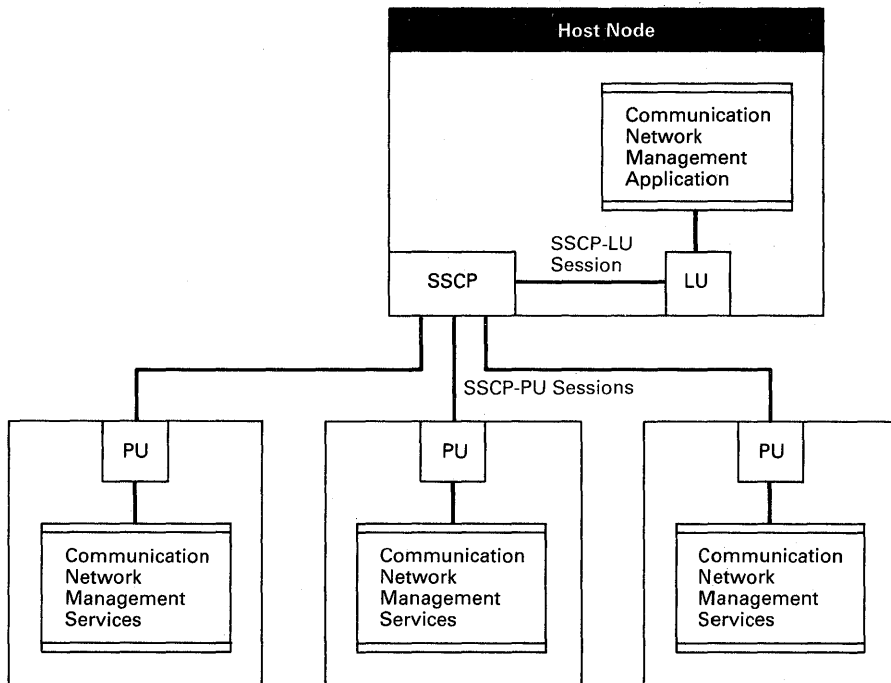 Host Node
Communication
Network
Management
Application
SSCP-LU
Session
SSCP
LU
SSCP-PU Sessions
PU
PU
PU
Communication
Network
Management
Services
Communication
Network
Management
Services
Communication
Network
Management
Services